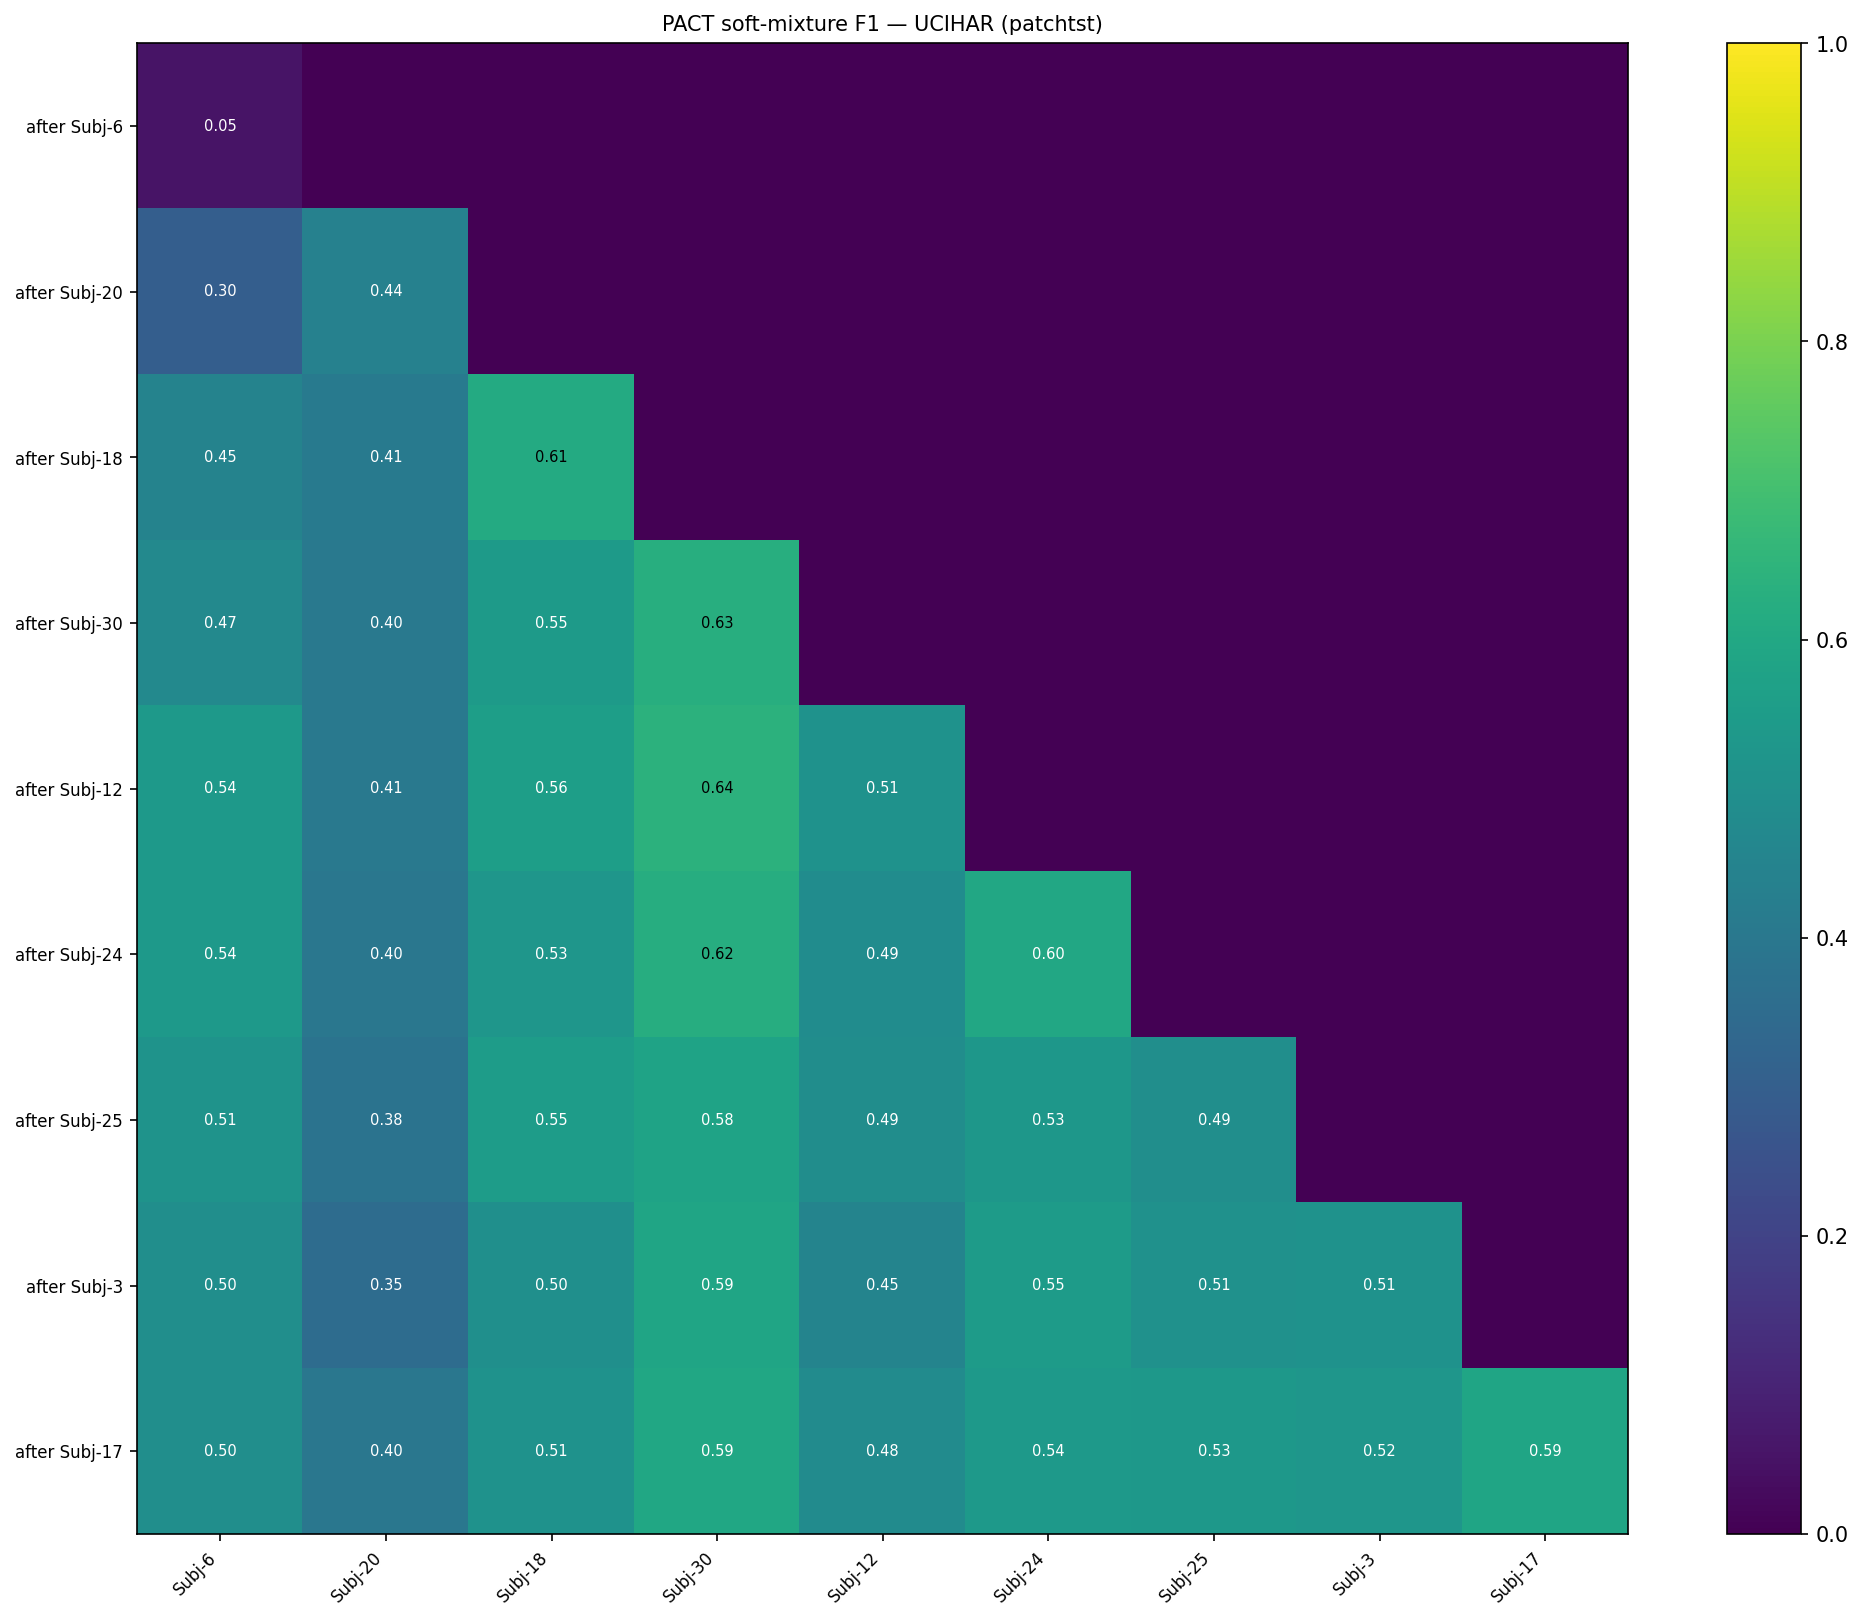 PACT soft-mixture F1 — UCIHAR (patchtst)
after Subj-6 0.05
after Subj-20 0.30 0.44
after Subj-18 0.45 0.41 0.61
after Subj-30 0.47 0.40 0.55 0.63
after Subj-12 0.54 0.41 0.56 0.64 0.51
after Subj-24 0.54 0.40 0.53 0.62 0.49 0.60
after Subj-25 0.51 0.38 0.55 0.58 0.49 0.53 0.49
after Subj-3 0.50 0.35 0.50 0.59 0.45 0.55 0.51 0.51
after Subj-17 0.50 0.40 0.51 0.59 0.48 0.54 0.53 0.52 0.59
Subj-6 Subj-20 Subj-18 Subj-30 Subj-12 Subj-24 Subj-25 Subj-3 Subj-17
1.0
0.8
0.6
0.4
0.2
0.0